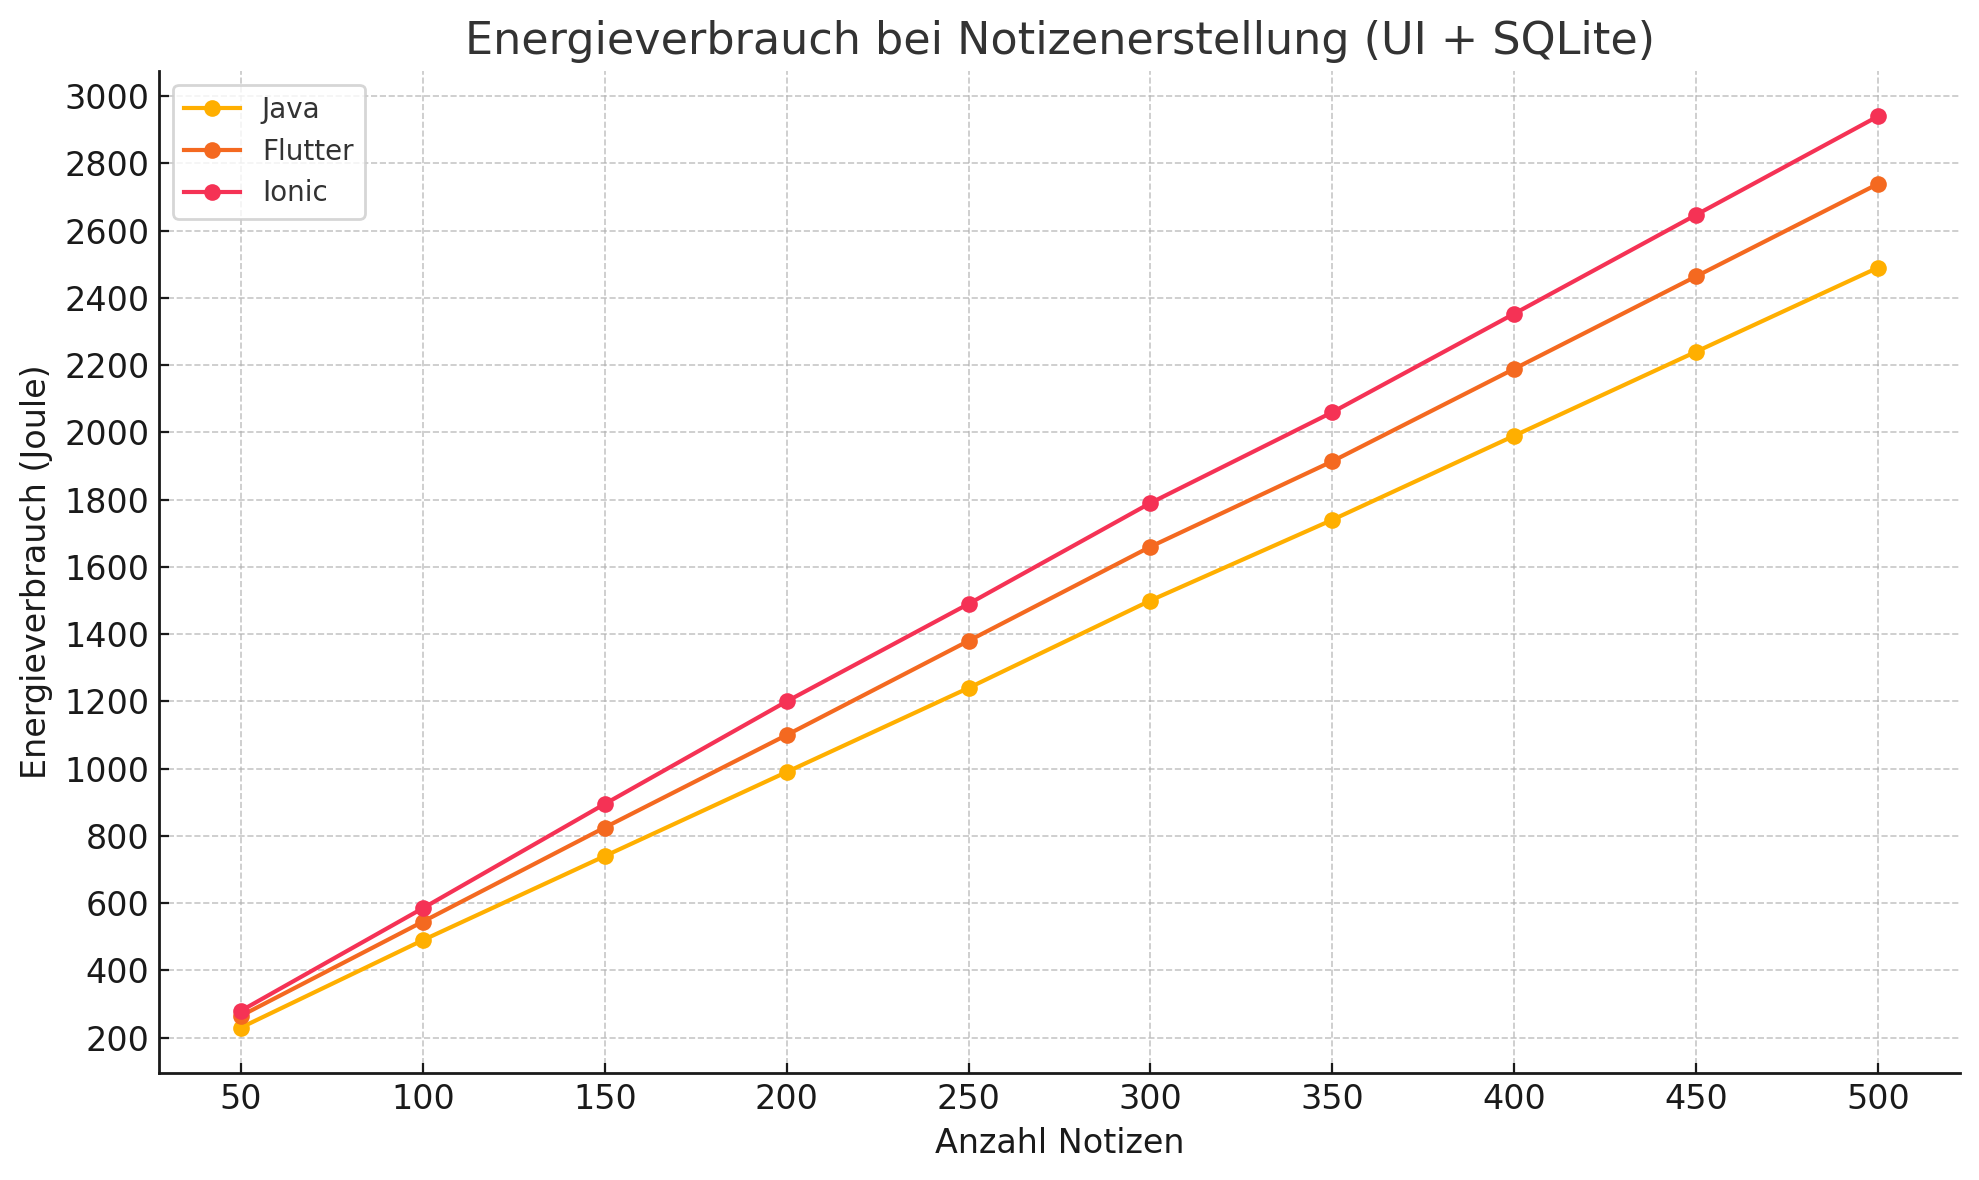 Energieverbrauch bei Notizenerstellung (UI + SQLite)
Java
Flutter
Ionic
Energieverbrauch (Joule)
3000
2800
2600
2400
2200
2000
1800
1600
1400
1200
1000
800
600
400
200
50 100 150 200 250 300 350 400 450 500
Anzahl Notizen